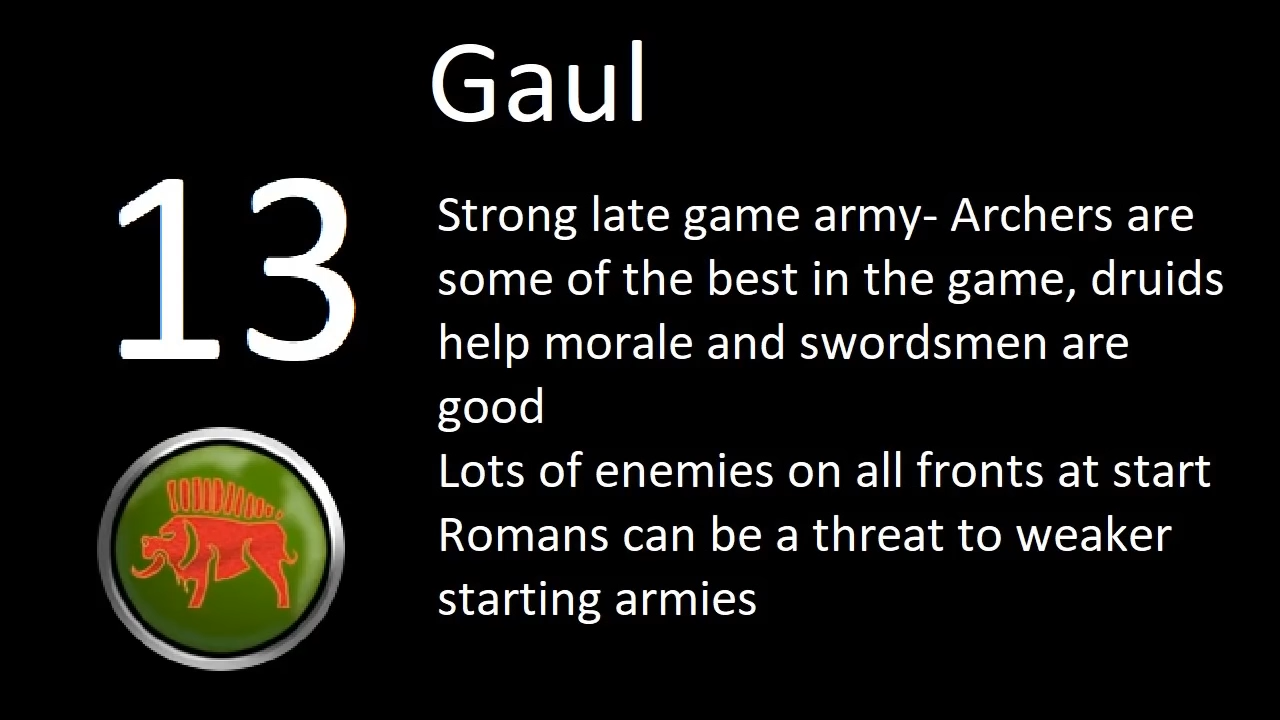 Gaul
13
Strong late game army- Archers are
some of the best in the game, druids
help morale and swordsmen are
good
Lots of enemies on all fronts at start
Romans can be a threat to weaker
starting armies